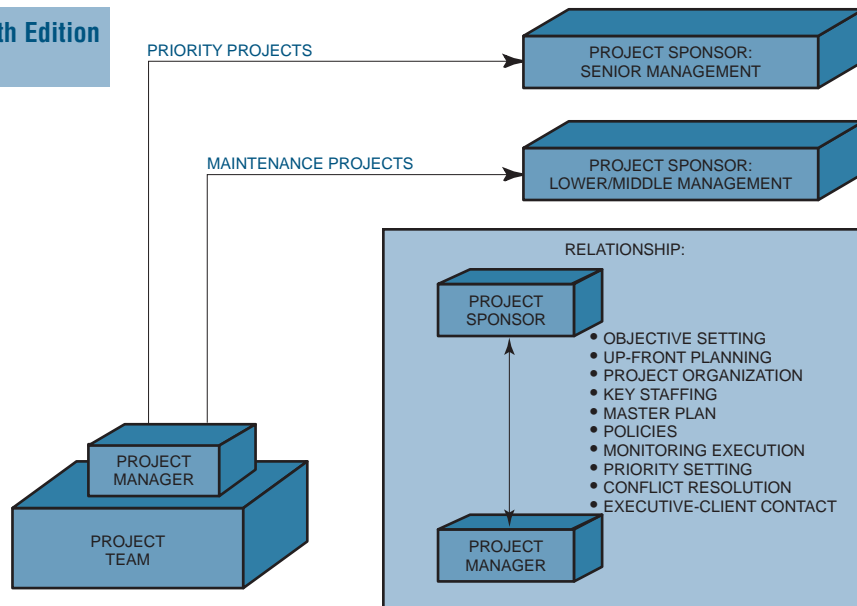 th Edition
PRIORITY PROJECTS
PROJECT SPONSOR:
SENIOR MANAGEMENT
MAINTENANCE PROJECTS
PROJECT SPONSOR:
LOWER/MIDDLE MANAGEMENT
RELATIONSHIP:
PROJECT
SPONSOR
• OBJECTIVE SETTING
• UP-FRONT PLANNING
• PROJECT ORGANIZATION
• KEY STAFFING
• MASTER PLAN
• POLICIES
• MONITORING EXECUTION
• PRIORITY SETTING
• CONFLICT RESOLUTION
• EXECUTIVE-CLIENT CONTACT
PROJECT
MANAGER
PROJECT
MANAGER
PROJECT
TEAM